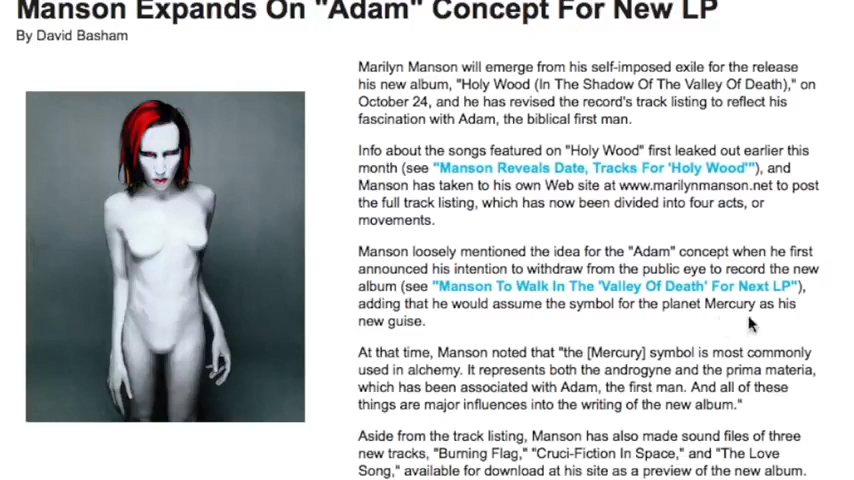 Manson Expands On "Adam" Concept For New LP
By David Basham
Marilyn Manson will emerge from his self-imposed exile for the release
his new album, "Holy Wood (In The Shadow Of The Valley Of Death)," on
October 24, and he has revised the record's track listing to reflect his
fascination with Adam, the biblical first man.
Info about the songs featured on "Holy Wood" first leaked out earlier this
month (see "Manson Reveals Date, Tracks For 'Holy Wood'"), and
Manson has taken to his own Web site at www.marilynmanson.net to post
the full track listing, which has now been divided into four acts, or
movements.
Manson loosely mentioned the idea for the "Adam" concept when he first
announced his intention to withdraw from the public eye to record the new
album (see "Manson To Walk In The 'Valley Of Death' For Next LP"),
adding that he would assume the symbol for the planet Mercury as his
new guise.
At that time, Manson noted that "the [Mercury] symbol is most commonly
used in alchemy. It represents both the androgyne and the prima materia,
which has been associated with Adam, the first man. And all of these
things are major influences into the writing of the new album."
Aside from the track listing, Manson has also made sound files of three
new tracks, "Burning Flag," "Cruci-Fiction In Space," and "The Love
Song," available for download at his site as a preview of the new album.